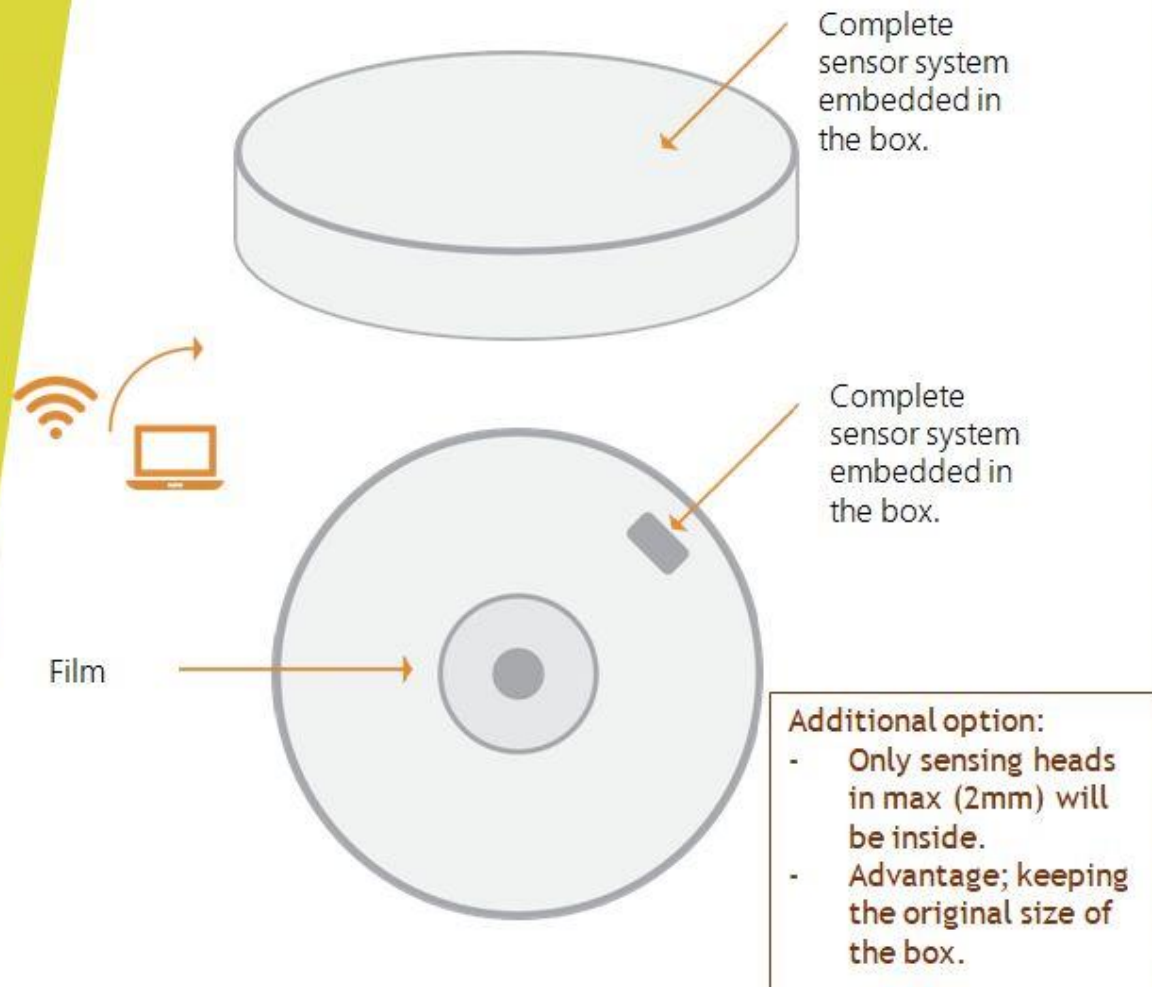 Complete
sensor system
embedded in
the box.
Complete
sensor system
embedded in
the box.
Film
Additional option:
- Only sensing heads
in max (2mm) will
be inside.
- Advantage; keeping
the original size of
the box.